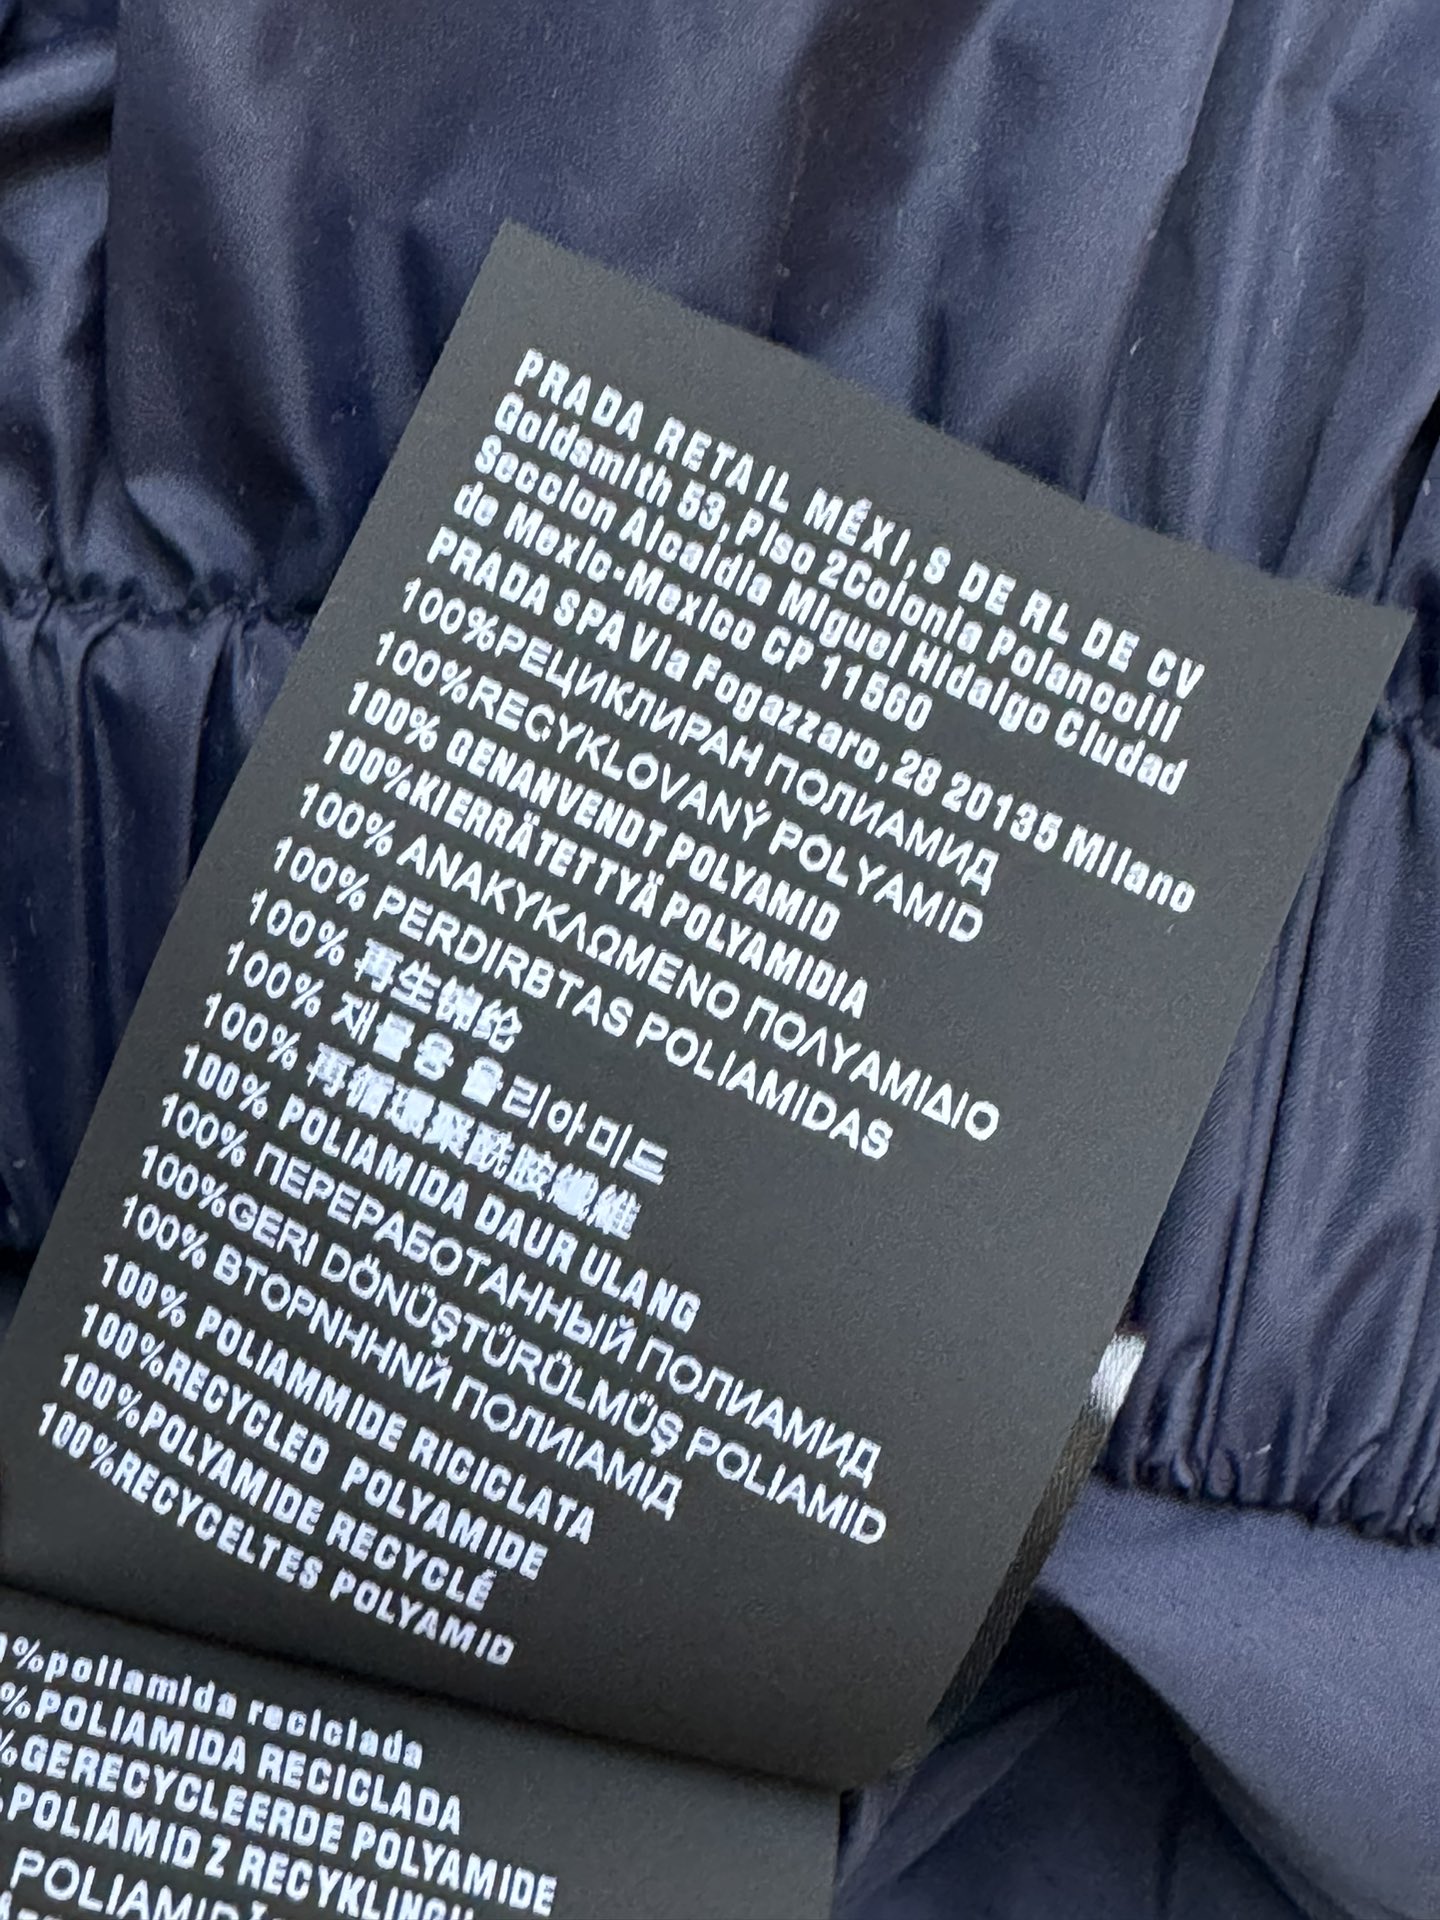 PRADA RETAIL MÉXI,S DE RL DE CV
Goldsmith 53, Piso 2Colonia PolancoIII
Seccion Alcaldia Miguel Hidalgo Ciudad
de Mexic-Mexico CP 11560
PRADA SPA Via Fogazzaro, 28 20135 Milano
100%РЕЦИКЛИРАН ПОЛИАМИД
100%RECYKLOVANÝ POLYAMID
100% GENANVENDT POLYAMID
100%KIERRÄTETTYÄ POLYAMIDIA
100% ΑΝΑΚΥΚΛΩΜΕΝΟ ΠΟΛΥΑΜΙΔΙΟ
100% PERDIRBTAS POLIAMIDAS
100% 再生锦纶
100% 재활용 폴리아미드
100% 再循環聚酰胺纖維
100% POLIAMIDA DAUR ULANG
100% ПЕРЕРАБОТАННЫЙ ПОЛИАМИД
100%GERI DÖNÜŞTÜRÜLMÜŞ POLIAMID
100% ВТОРNННNЙ ПОЛИІАМІД
100% POLIAMMIDE RICICLATA
100%RECYCLED POLYAMIDE
100%POLYAMIDE RECYCLÉ
100%RECYCELTES POLYAMID
%poliamida reciclada
%POLIAMIDA RECICLADA
%GERECYCLEERDE POLYAMIDE
POLIAMID Z RECYKLINGU
POLIAMID